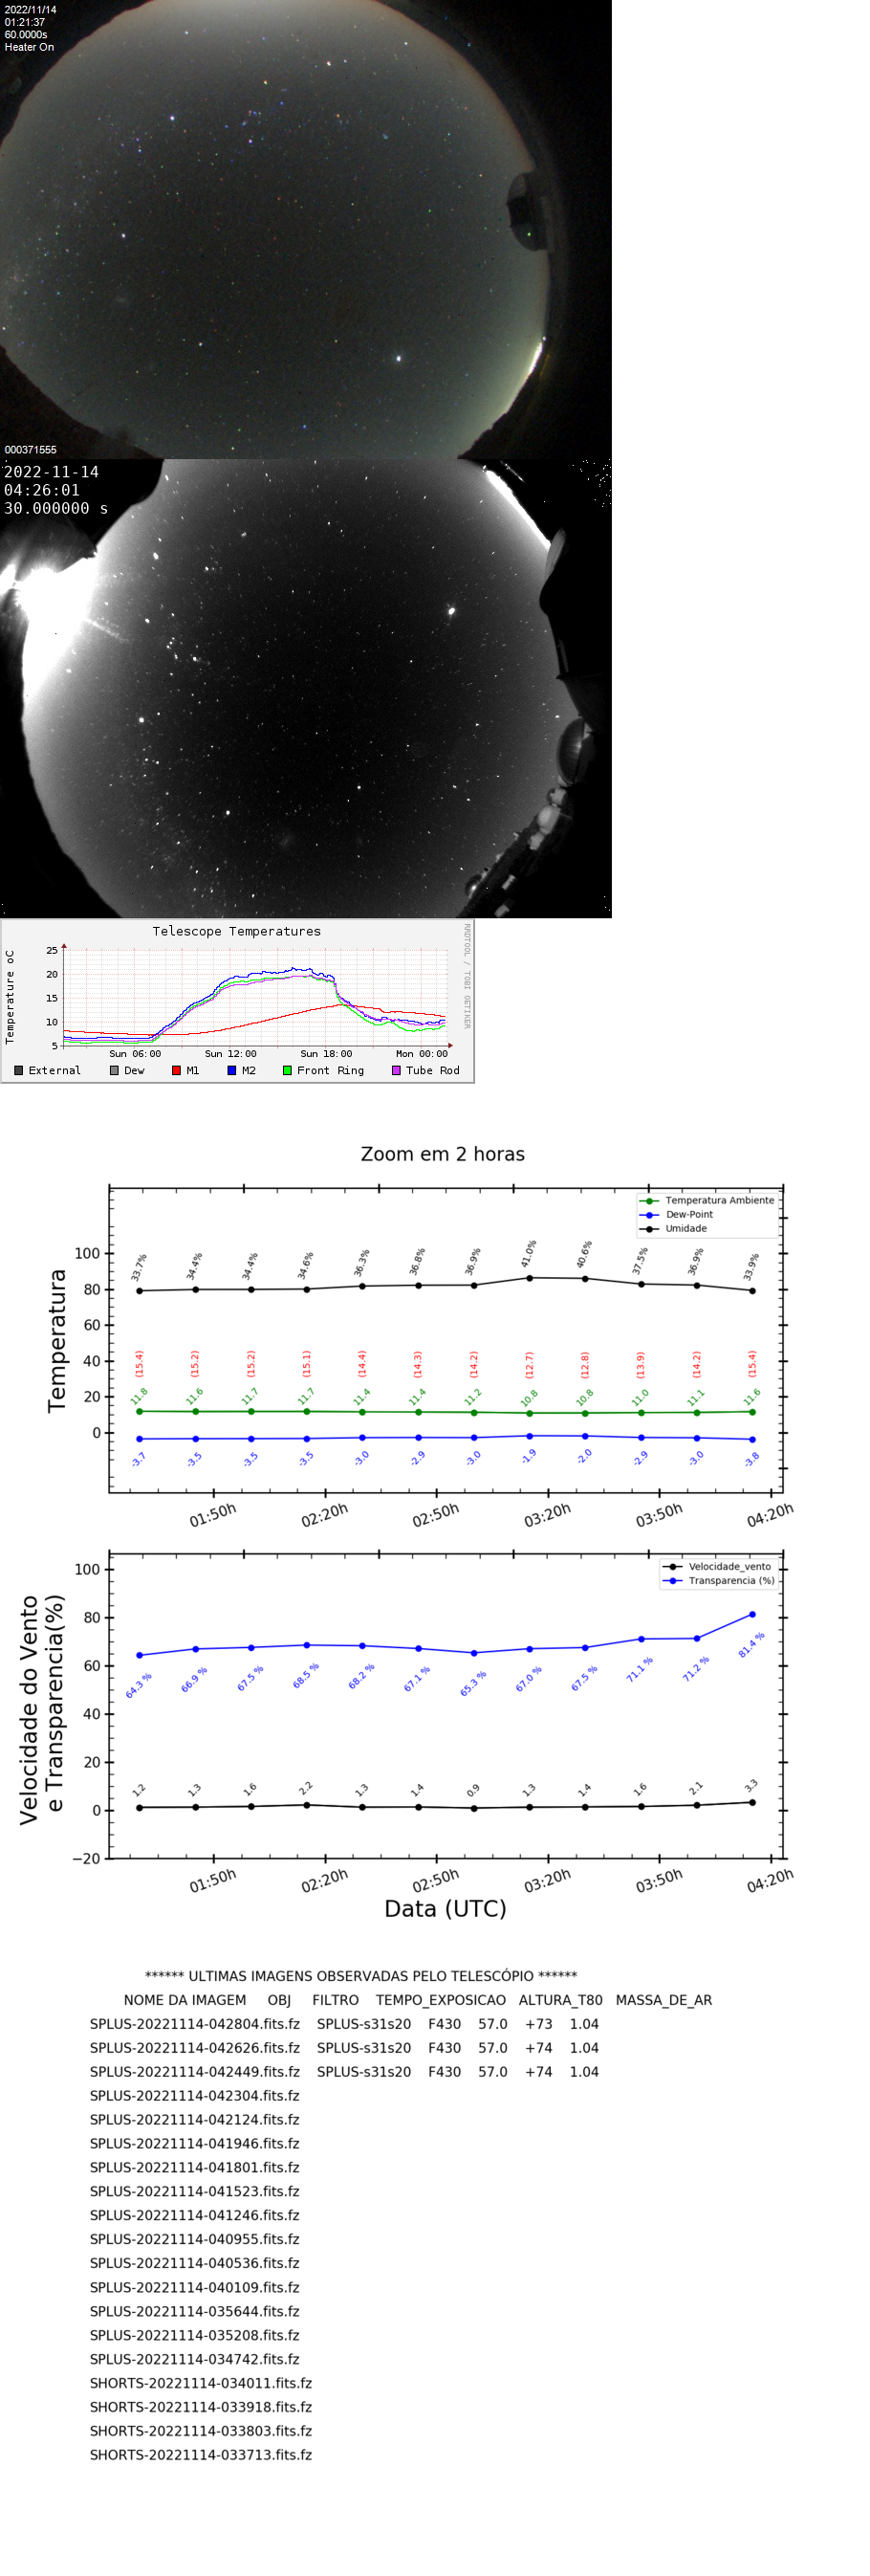 2022/11/14
01:21:37
60.0000s
Heater On
000371555
2022-11-14
04:26:01
30.000000 s
Telescope Temperatures
RRDTOOL / TOBI OETIKER
Temperature oC
25
20
15
10
5
Sun 06:00 Sun 12:00 Sun 18:00 Mon 00:00
External Dew M1 M2 Front Ring Tube Rod
Zoom em 2 horas
Temperatura Ambiente
Dew-Point
Umidade
Temperatura
100
80
60
40
20
0
33.7% 34.4% 34.4% 34.6% 36.3% 36.8% 36.9% 41.0% 40.6% 37.5% 36.9% 33.9%
(15.4) (15.2) (15.2) (15.1) (14.4) (14.3) (14.2) (12.7) (12.8) (13.9) (14.2) (15.4)
11.8 11.6 11.7 11.7 11.4 11.4 11.2 10.8 10.8 11.0 11.1 11.6
-3.7 -3.5 -3.5 -3.5 -3.0 -2.9 -3.0 -1.9 -2.0 -2.9 -3.0 -3.8
01:50h 02:20h 02:50h 03:20h 03:50h 04:20h
Velocidade_vento
Transparencia (%)
Velocidade do Vento
e Transparencia(%)
100
80
60
40
20
0
−20
64.3 % 66.9 % 67.5 % 68.5 % 68.2 % 67.1 % 65.3 % 67.0 % 67.5 % 71.1 % 71.2 % 81.4 %
1.2 1.3 1.6 2.2 1.3 1.4 0.9 1.3 1.4 1.6 2.1 3.3
01:50h 02:20h 02:50h 03:20h 03:50h 04:20h
Data (UTC)
****** ULTIMAS IMAGENS OBSERVADAS PELO TELESCÓPIO ******
NOME DA IMAGEM OBJ FILTRO TEMPO_EXPOSICAO ALTURA_T80 MASSA_DE_AR
SPLUS-20221114-042804.fits.fz SPLUS-s31s20 F430 57.0 +73 1.04
SPLUS-20221114-042626.fits.fz SPLUS-s31s20 F430 57.0 +74 1.04
SPLUS-20221114-042449.fits.fz SPLUS-s31s20 F430 57.0 +74 1.04
SPLUS-20221114-042304.fits.fz
SPLUS-20221114-042124.fits.fz
SPLUS-20221114-041946.fits.fz
SPLUS-20221114-041801.fits.fz
SPLUS-20221114-041523.fits.fz
SPLUS-20221114-041246.fits.fz
SPLUS-20221114-040955.fits.fz
SPLUS-20221114-040536.fits.fz
SPLUS-20221114-040109.fits.fz
SPLUS-20221114-035644.fits.fz
SPLUS-20221114-035208.fits.fz
SPLUS-20221114-034742.fits.fz
SHORTS-20221114-034011.fits.fz
SHORTS-20221114-033918.fits.fz
SHORTS-20221114-033803.fits.fz
SHORTS-20221114-033713.fits.fz